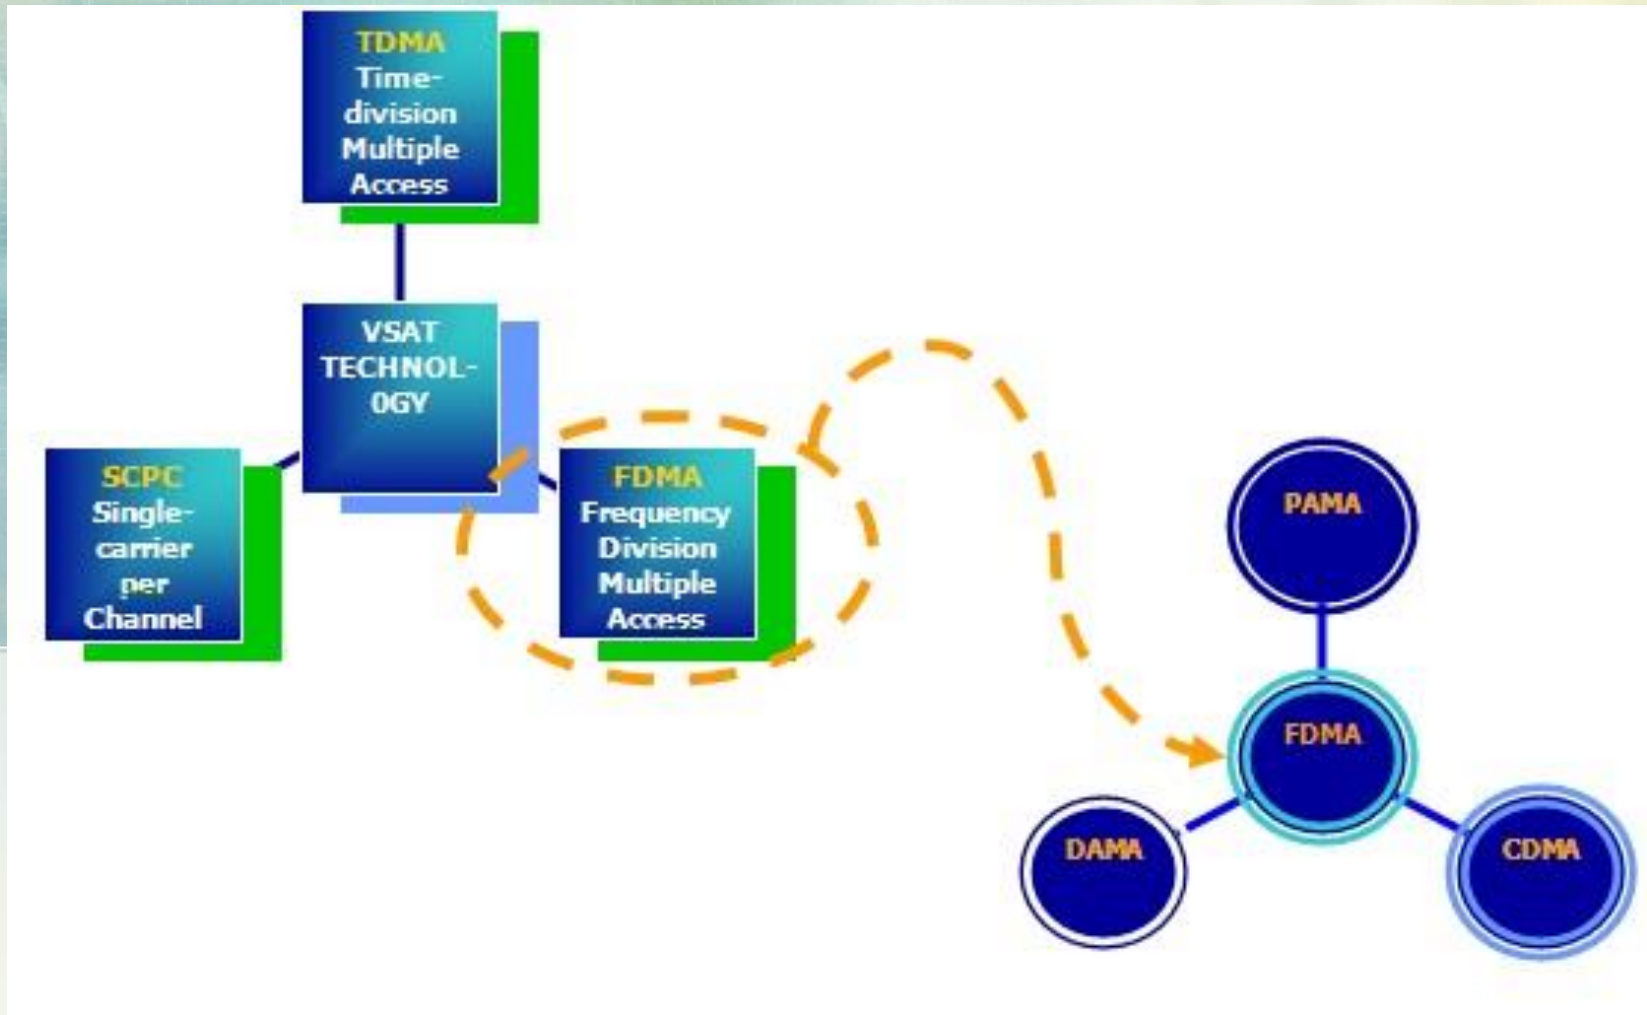 TDMA
Time-
division
Multiple
Access
VSAT
TECHNOL-
0GY
SCPC
Single-
carrier
per
Channel
FDMA
Frequency
Division
Multiple
Access
PAMA
FDMA
DAMA
CDMA